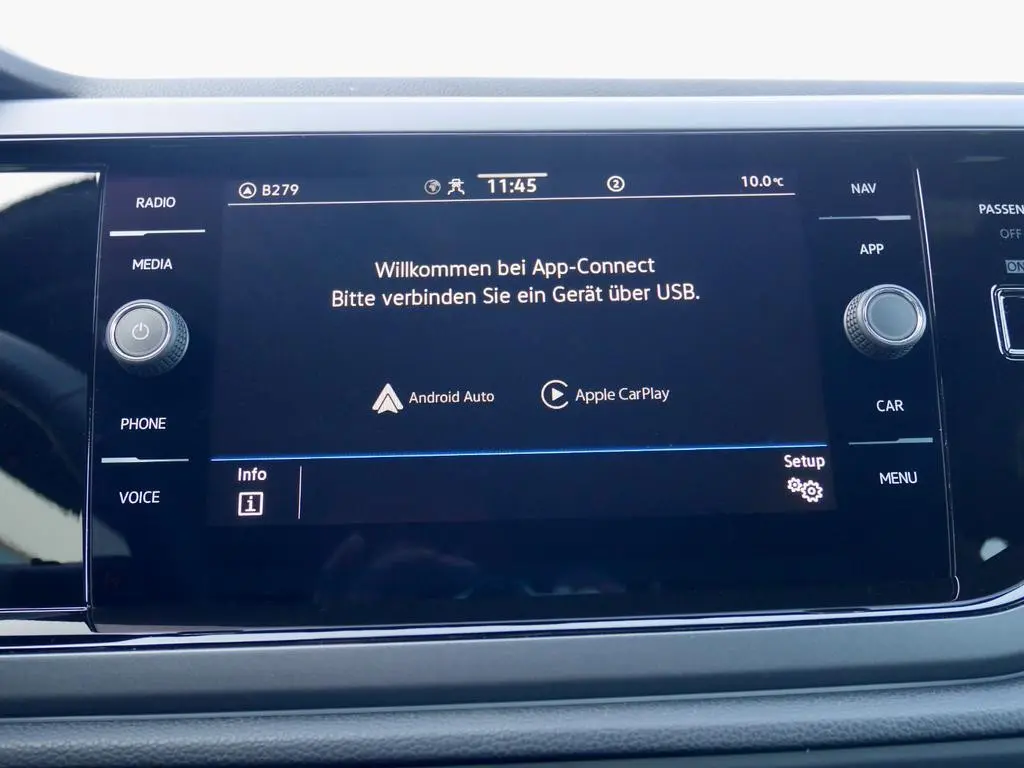 RADIO
MEDIA
PHONE
VOICE
B279
11:45
2
10.0°C
Willkommen bei App-Connect
Bitte verbinden Sie ein Gerät über USB.
Android Auto
Apple CarPlay
Info
i
Setup
NAV
APP
CAR
MENU
PASSEN
OFF
ON